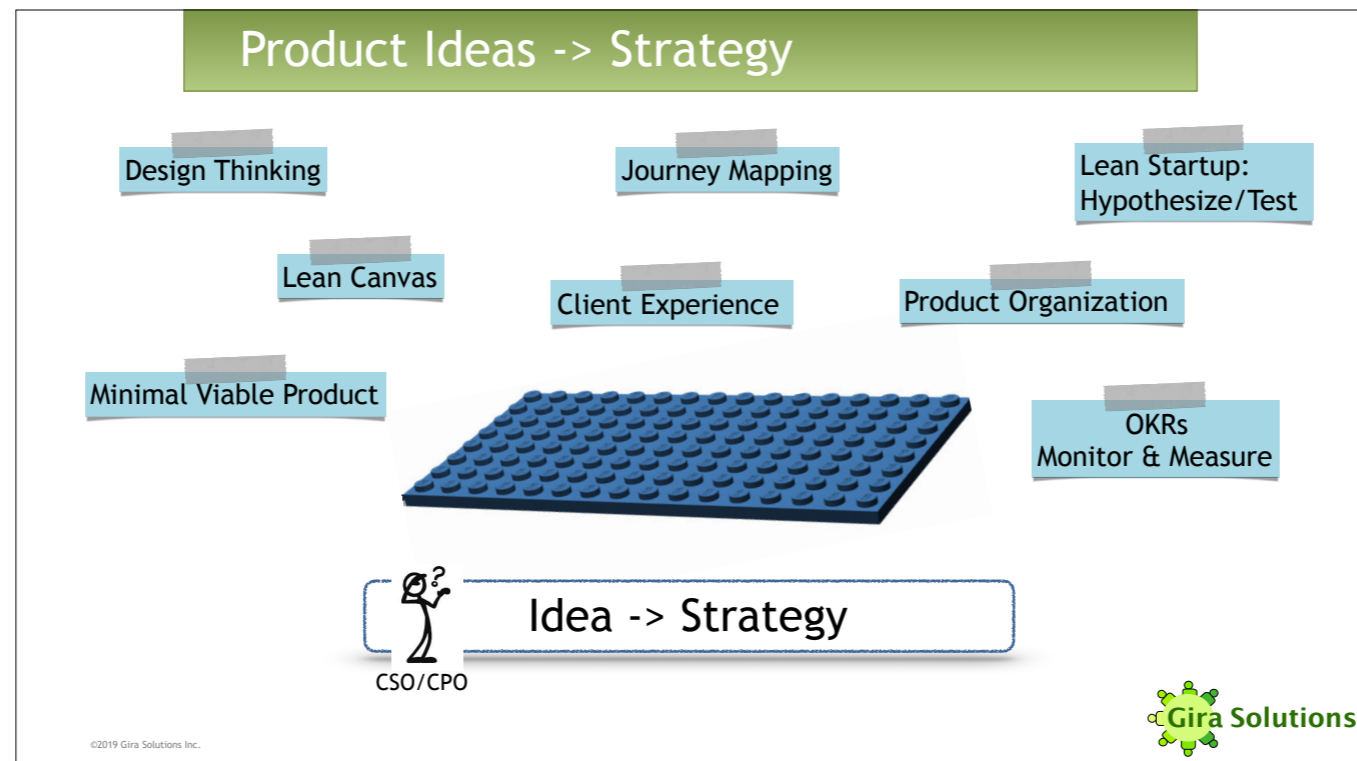 Product Ideas -> Strategy
Design Thinking
Journey Mapping
Lean Startup:
Hypothesize/Test
Lean Canvas
Client Experience
Product Organization
Minimal Viable Product
OKRs
Monitor & Measure
?
Idea -> Strategy
CSO/CPO
Gira Solutions
©2019 Gira Solutions Inc.